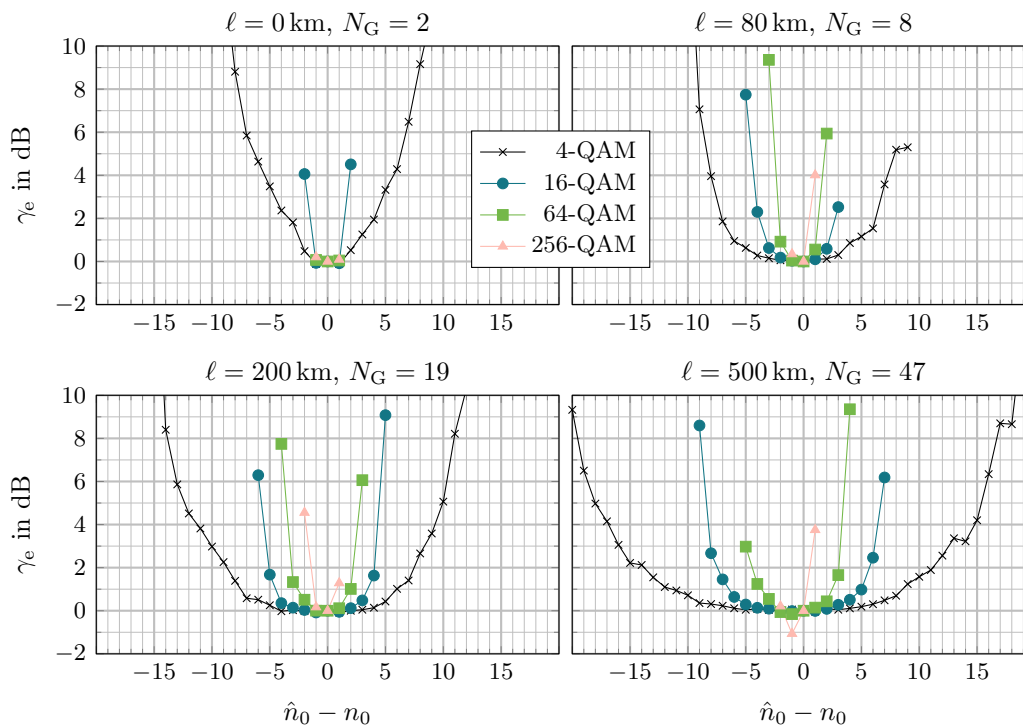 ℓ = 0 km, N_G = 2
ℓ = 80 km, N_G = 8
10
8
6
4
2
0
−2
γ_e in dB
4-QAM
16-QAM
64-QAM
256-QAM
−15 −10 −5 0 5 10 15
−15 −10 −5 0 5 10 15
ℓ = 200 km, N_G = 19
ℓ = 500 km, N_G = 47
10
8
6
4
2
0
−2
γ_e in dB
−15 −10 −5 0 5 10 15
−15 −10 −5 0 5 10 15
n̂_0 − n_0
n̂_0 − n_0